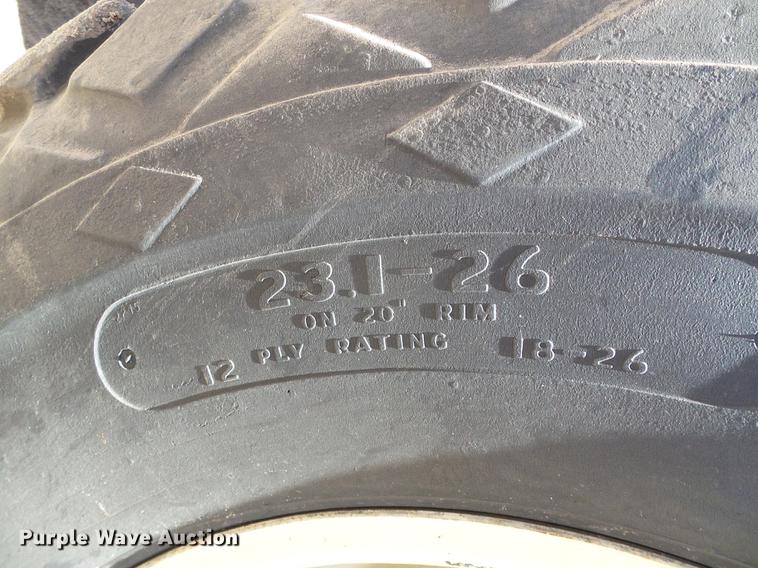 23.1-26
ON 20" RIM
12 PLY RATING 18-26
Purple Wave Auction